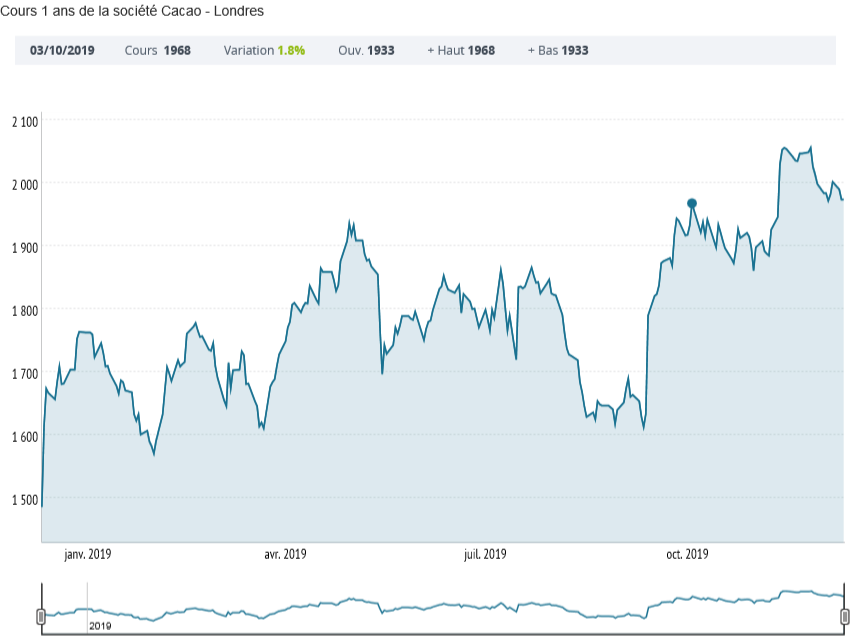 Cours 1 ans de la société Cacao - Londres
03/10/2019 Cours 1968 Variation 1.8% Ouv. 1933 + Haut 1968 + Bas 1933
2 100
2 000
1 900
1 800
1 700
1 600
1 500
janv. 2019 avr. 2019 juil. 2019 oct. 2019
2019